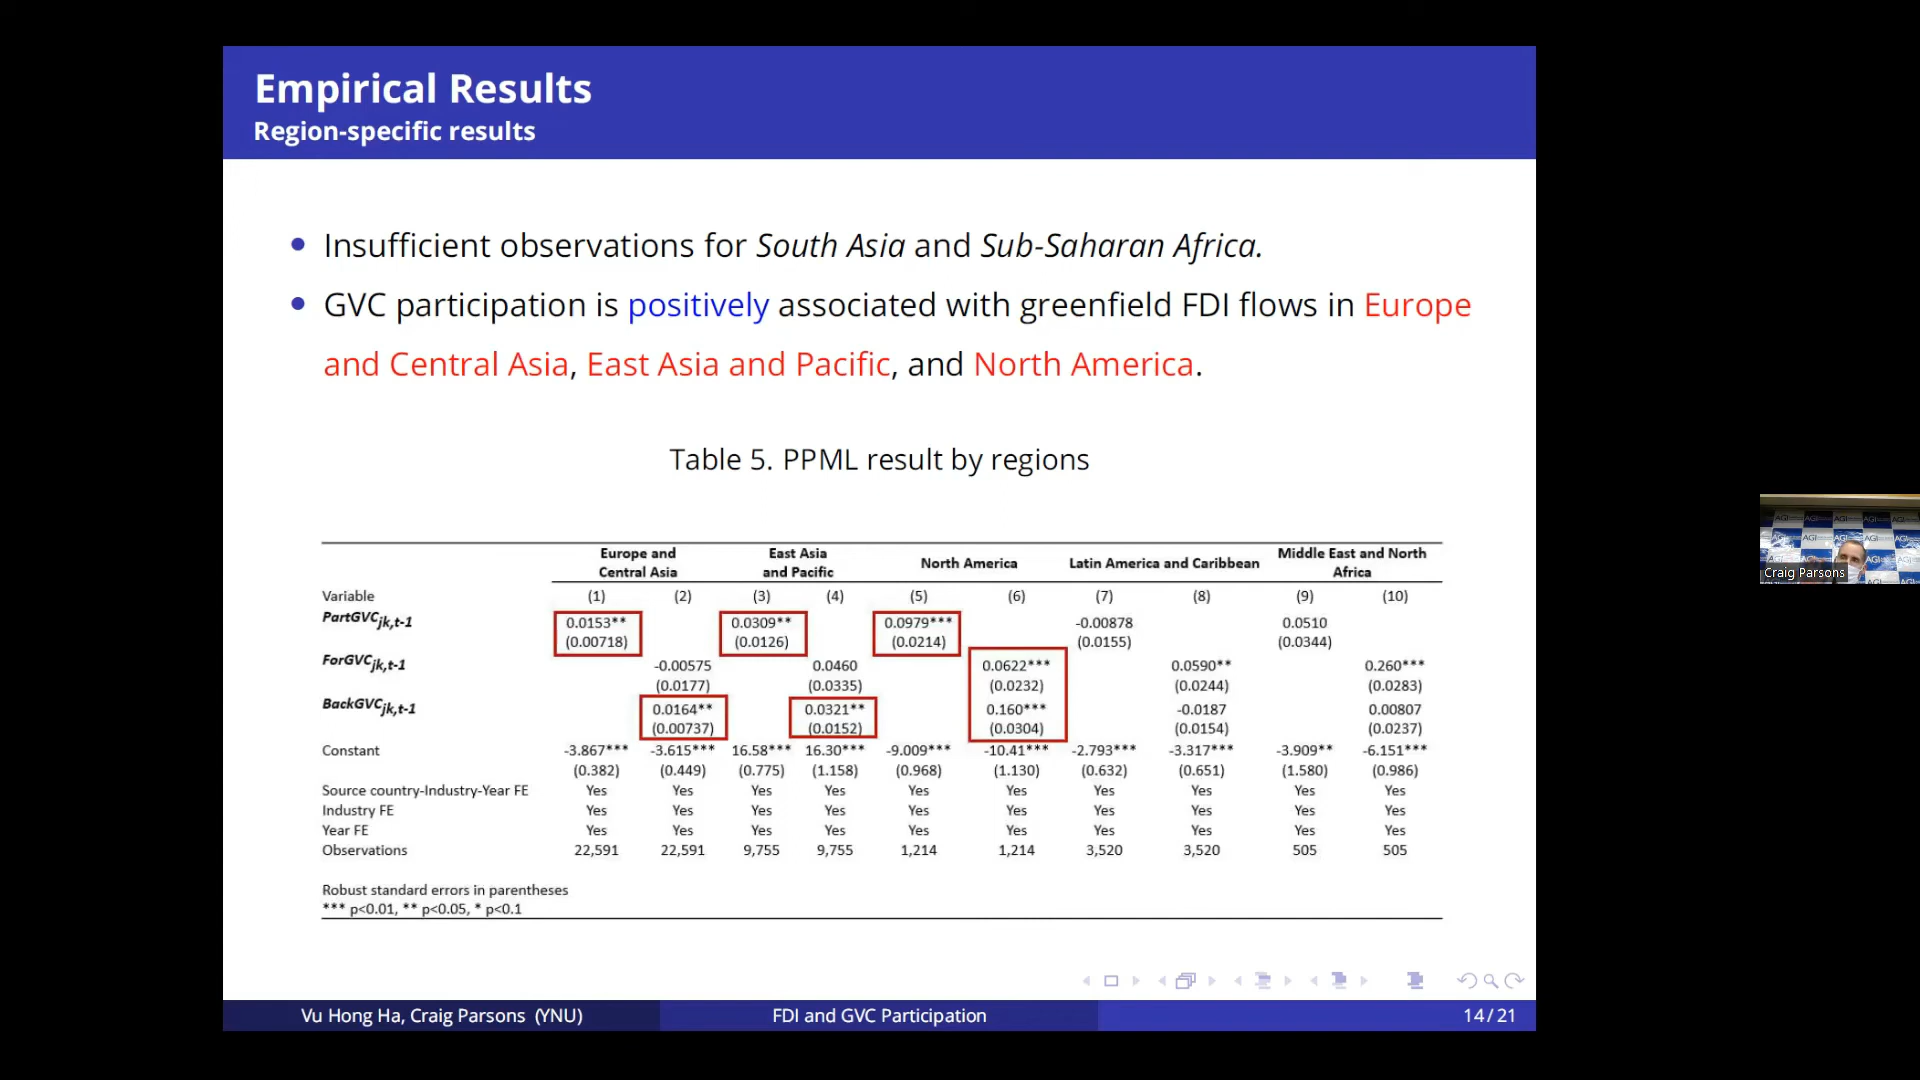 Empirical Results
Region-specific results
• Insufficient observations for South Asia and Sub-Saharan Africa.
• GVC participation is positively associated with greenfield FDI flows in Europe
and Central Asia, East Asia and Pacific, and North America.
Table 5. PPML result by regions
Europe and East Asia North America Latin America and Caribbean Middle East and North
Central Asia and Pacific Africa
Variable (1) (2) (3) (4) (5) (6) (7) (8) (9) (10)
PartGVCjk,t-1 0.0153** 0.0309** 0.0979*** -0.00878 0.0510
(0.00718) (0.0126) (0.0214) (0.0155) (0.0344)
ForGVCjk,t-1 -0.00575 0.0460 0.0622*** 0.0590** 0.260***
(0.0177) (0.0335) (0.0232) (0.0244) (0.0283)
BackGVCjk,t-1 0.0164** 0.0321** 0.160*** -0.0187 0.00807
(0.00737) (0.0152) (0.0304) (0.0154) (0.0237)
Constant -3.867*** -3.615*** 16.58*** 16.30*** -9.009*** -10.41*** -2.793*** -3.317*** -3.909** -6.151***
(0.382) (0.449) (0.775) (1.158) (0.968) (1.130) (0.632) (0.651) (1.580) (0.986)
Source country-Industry-Year FE Yes Yes Yes Yes Yes Yes Yes Yes Yes Yes
Industry FE Yes Yes Yes Yes Yes Yes Yes Yes Yes Yes
Year FE Yes Yes Yes Yes Yes Yes Yes Yes Yes Yes
Observations 22,591 22,591 9,755 9,755 1,214 1,214 3,520 3,520 505 505
Robust standard errors in parentheses
*** p<0.01, ** p<0.05, * p<0.1
Vu Hong Ha, Craig Parsons (YNU) FDI and GVC Participation 14 / 21
Craig Parsons